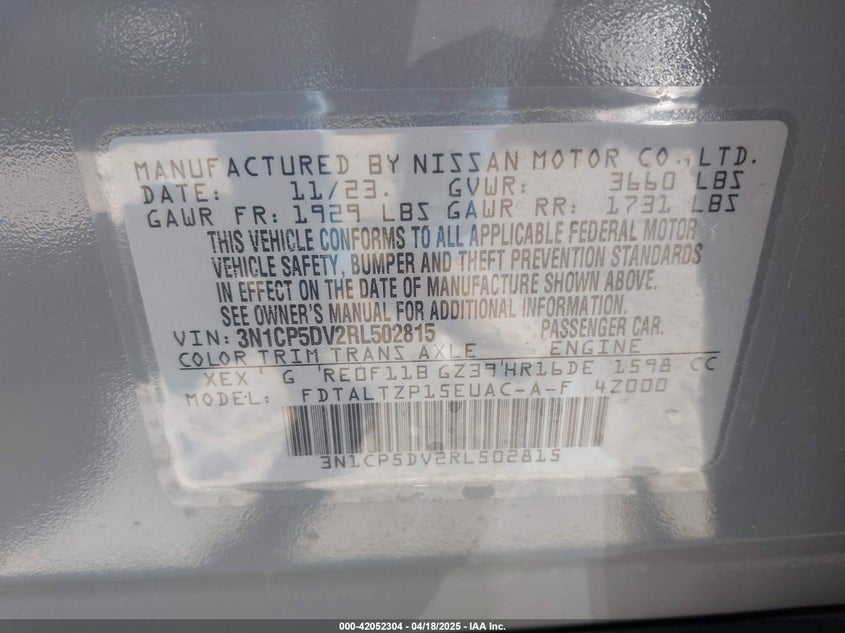 MANUFACTURED BY NISSAN MOTOR CO., LTD.
DATE: 11/23. GVWR: 3660 LBS
GAWR FR: 1929 LBS GAWR RR: 1731 LBS
THIS VEHICLE CONFORMS TO ALL APPLICABLE FEDERAL MOTOR
VEHICLE SAFETY, BUMPER AND THEFT PREVENTION STANDARDS
IN EFFECT ON THE DATE OF MANUFACTURE SHOWN ABOVE.
SEE OWNER'S MANUAL FOR ADDITIONAL INFORMATION.
VIN: 3N1CP5DV2RL502815 PASSENGER CAR.
COLOR TRIM TRANS AXLE ENGINE
XEX G RE0F11B GZ39 HR16DE 1598 CC
MODEL: FDTALTZP15EUAC-A-F 4Z000
3N1CP5DV2RL502815
000-42052304 - 04/18/2025 - IAA Inc.